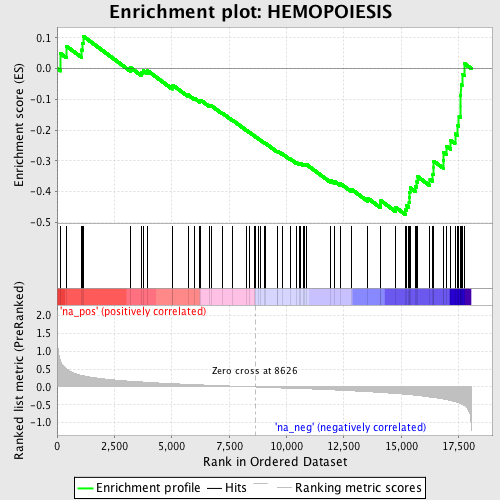 Enrichment plot: HEMOPOIESIS
Enrichment score (ES)
0.1
0.0
-0.1
-0.2
-0.3
-0.4
-0.5
'na_pos' (positively correlated)
Ranked list metric (PreRanked)
2.0
1.5
1.0
0.5
0.0
-0.5
-1.0
Zero cross at 8626
'na_neg' (negatively correlated)
0
2,500
5,000
7,500
10,000
12,500
15,000
17,500
Rank in Ordered Dataset
Enrichment profile
Hits
Ranking metric scores